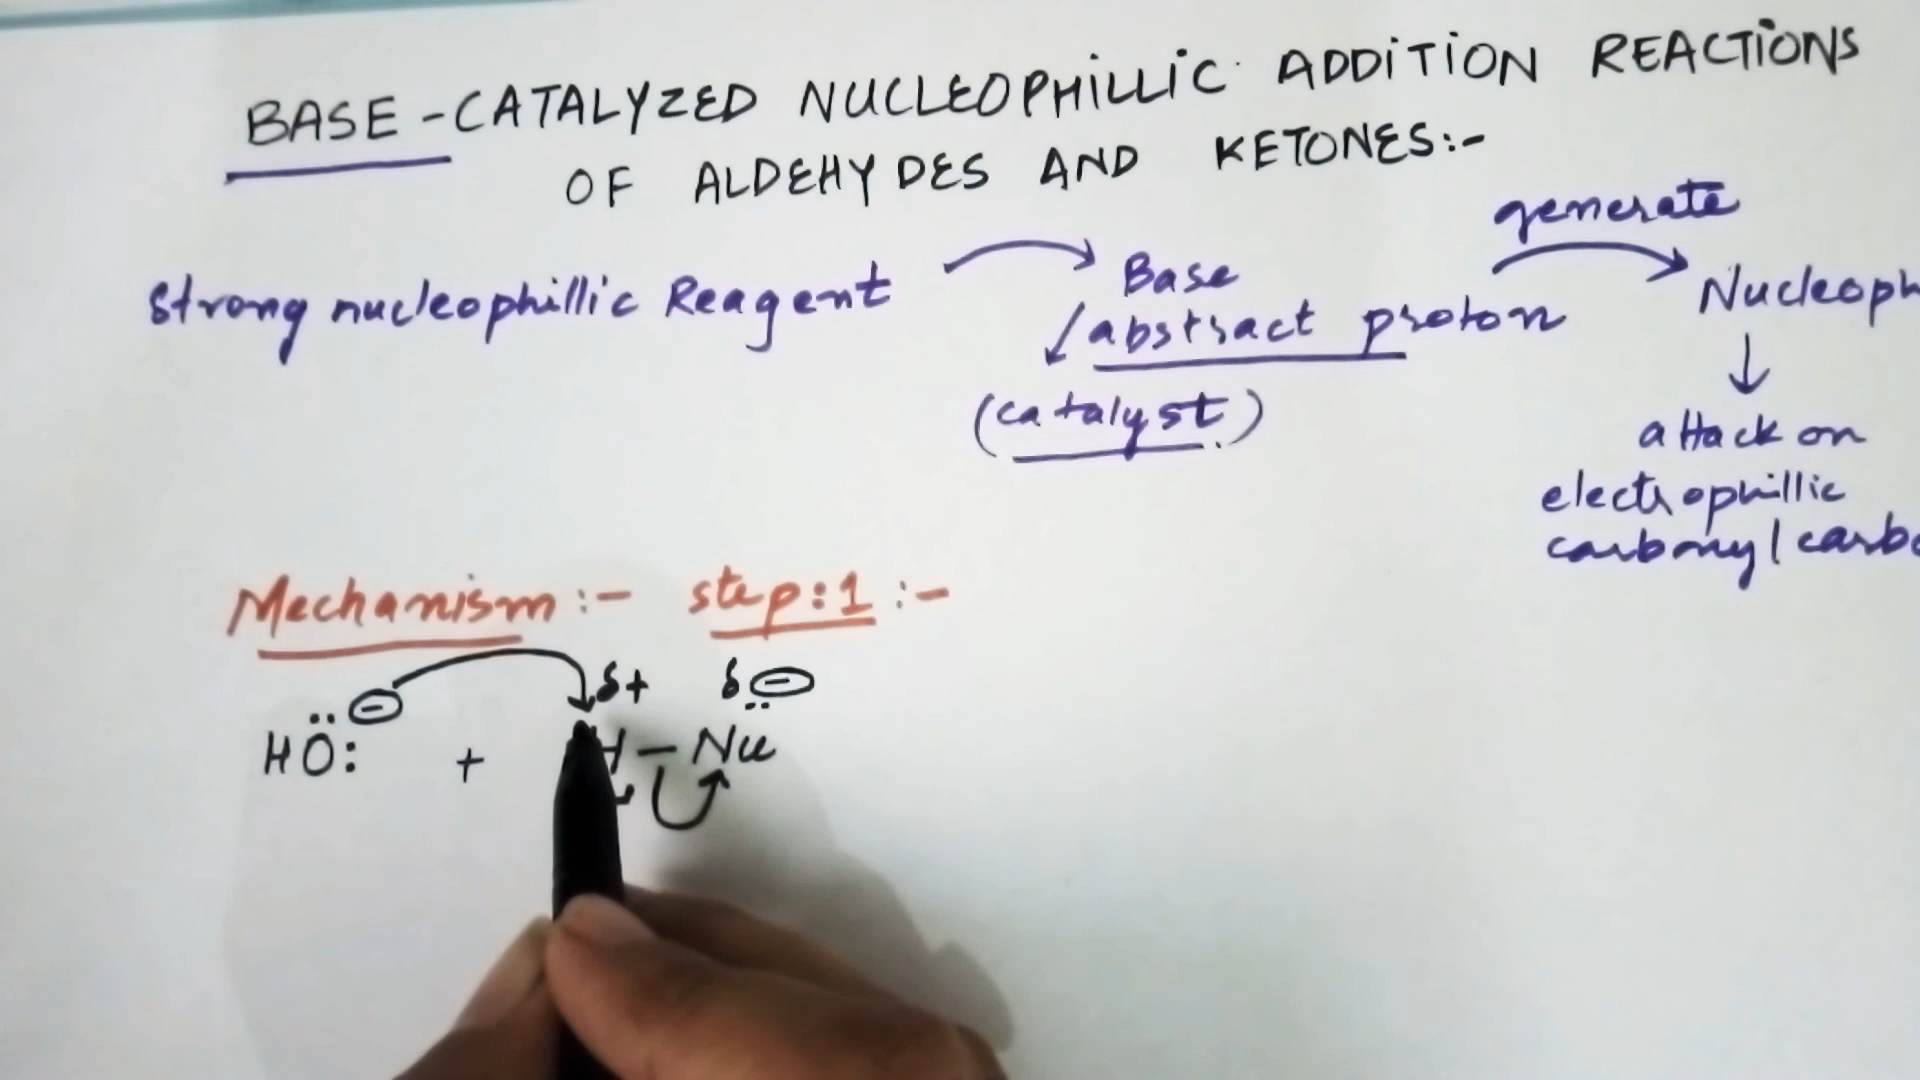 BASE-CATALYZED NUCLEOPHILLIC ADDITION REACTIONS
OF ALDEHYDES AND KETONES:-
generate
Strong nucleophillic Reagent → Base → Nucleoph
abstract proton
(catalyst)
attack on
electrophillic
carbonyl carbo
Mechanism :- step:1 :-
δ+ δ⊖
HÖ:⊖ + H-Nu